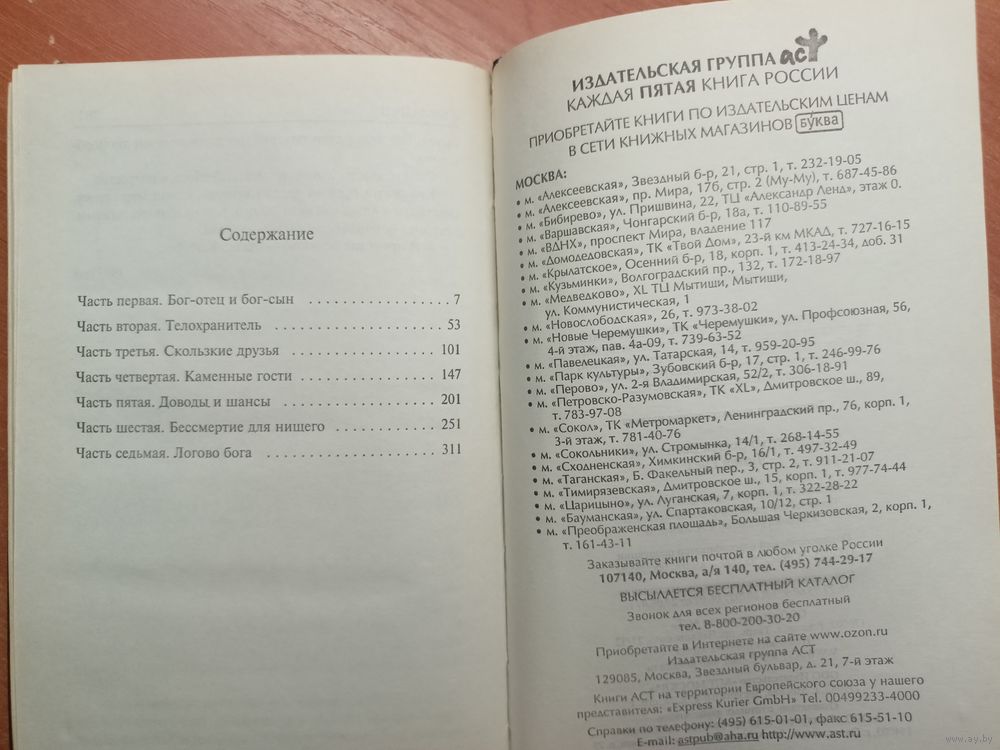 Содержание
Часть первая. Бог-отец и бог-сын . . . . . . . . . . . . . . . . . 7
Часть вторая. Телохранитель . . . . . . . . . . . . . . . . . . . . 53
Часть третья. Скользкие друзья . . . . . . . . . . . . . . . . . . 101
Часть четвертая. Каменные гости . . . . . . . . . . . . . . . . . 147
Часть пятая. Доводы и шансы . . . . . . . . . . . . . . . . . . . 201
Часть шестая. Бессмертие для нищего . . . . . . . . . . . . . 251
Часть седьмая. Логово бога . . . . . . . . . . . . . . . . . . . . 311
ИЗДАТЕЛЬСКАЯ ГРУППА аст
КАЖДАЯ ПЯТАЯ КНИГА РОССИИ
ПРИОБРЕТАЙТЕ КНИГИ ПО ИЗДАТЕЛЬСКИМ ЦЕНАМ
В СЕТИ КНИЖНЫХ МАГАЗИНОВ БУКВА
МОСКВА:
• м. «Алексеевская», Звездный б-р, 21, стр. 1, т. 232-19-05
• м. «Алексеевская», пр. Мира, 176, стр. 2 (Му-Му), т. 687-45-86
• м. «Бибирево», ул. Пришвина, 22, ТЦ «Александр Ленд», этаж 0.
• м. «Варшавская», Чонгарский б-р, 18а, т. 110-89-55
• м. «ВДНХ», проспект Мира, владение 117
• м. «Домодедовская», ТК «Твой Дом», 23-й км МКАД, т. 727-16-15
• м. «Крылатское», Осенний б-р, 18, корп. 1, т. 413-24-34, доб. 31
• м. «Кузьминки», Волгоградский пр., 132, т. 172-18-97
• м. «Медведково», XL ТЦ Мытищи, Мытищи,
ул. Коммунистическая, 1
• м. «Новослободская», 26, т. 973-38-02
• м. «Новые Черемушки», ТК «Черемушки», ул. Профсоюзная, 56,
4-й этаж, пав. 4а-09, т. 739-63-52
• м. «Павелецкая», ул. Татарская, 14, т. 959-20-95
• м. «Парк культуры», Зубовский б-р, 17, стр. 1, т. 246-99-76
• м. «Перово», ул. 2-я Владимирская, 52/2, т. 306-18-91
• м. «Петровско-Разумовская», ТК «XL», Дмитровское ш., 89,
т. 783-97-08
• м. «Сокол», ТК «Метромаркет», Ленинградский пр., 76, корп. 1,
3-й этаж, т. 781-40-76
• м. «Сокольники», ул. Стромынка, 14/1, т. 268-14-55
• м. «Сходненская», Химкинский б-р, 16/1, т. 497-32-49
• м. «Таганская», Б. Факельный пер., 3, стр. 2, т. 911-21-07
• м. «Тимирязевская», Дмитровское ш., 15, корп. 1, т. 977-74-44
• м. «Царицыно», ул. Луганская, 7, корп. 1, т. 322-28-22
• м. «Бауманская», ул. Спартаковская, 10/12, стр. 1
• м. «Преображенская площадь», Большая Черкизовская, 2, корп. 1,
т. 161-43-11
Заказывайте книги почтой в любом уголке России
107140, Москва, а/я 140, тел. (495) 744-29-17
ВЫСЫЛАЕТСЯ БЕСПЛАТНЫЙ КАТАЛОГ
Звонок для всех регионов бесплатный
тел. 8-800-200-30-20
Приобретайте в Интернете на сайте www.ozon.ru
Издательская группа АСТ
129085, Москва, Звездный бульвар, д. 21, 7-й этаж
Книги АСТ на территории Европейского союза у нашего
представителя: «Express Kurier GmbH» Tel. 00499233-4000
Справки по телефону: (495) 615-01-01, факс 615-51-10
E-mail: astpub@aha.ru http://www.ast.ru
www.ay.by